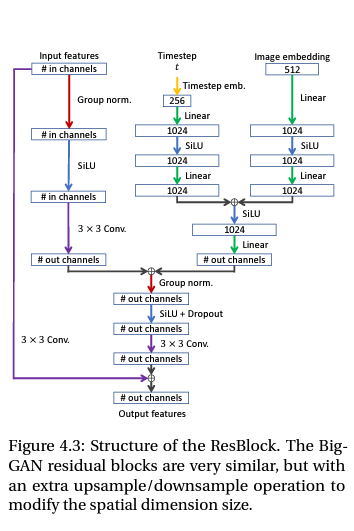 Input features
# in channels
Group norm.
# in channels
SiLU
# in channels
3 × 3 Conv.
# out channels
Timestep
t
Timestep emb.
256
Linear
1024
SiLU
1024
Linear
1024
Image embedding
512
Linear
1024
SiLU
1024
Linear
1024
SiLU
1024
Linear
# out channels
Group norm.
# out channels
SiLU + Dropout
# out channels
3 × 3 Conv.
# out channels
3 × 3 Conv.
# out channels
Output features
Figure 4.3: Structure of the ResBlock. The Big-
GAN residual blocks are very similar, but with
an extra upsample/downsample operation to
modify the spatial dimension size.